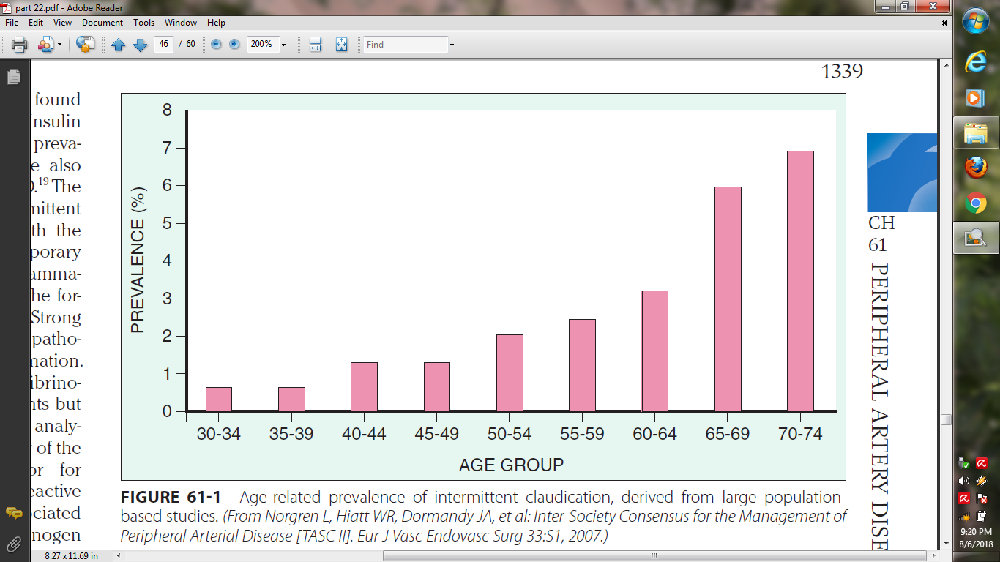 part 22.pdf - Adobe Reader
File Edit View Document Tools Window Help
46 / 60 200% Find
1339
found
Insulin
preva-
e also
.19 The
mittent
th the
porary
amma-
he for-
Strong
patho-
mation.
ibrino-
nts but
analy-
of the
or for
eactive
ociated
nogen
8
7
6
5
4
3
2
1
0
PREVALENCE (%)
30-34 35-39 40-44 45-49 50-54 55-59 60-64 65-69 70-74
AGE GROUP
FIGURE 61-1 Age-related prevalence of intermittent claudication, derived from large population-
based studies. (From Norgren L, Hiatt WR, Dormandy JA, et al: Inter-Society Consensus for the Management of
Peripheral Arterial Disease [TASC II]. Eur J Vasc Endovasc Surg 33:S1, 2007.)
CH
61
PERIPHERAL ARTERY DISE
8.27 x 11.69 in
9:20 PM
8/6/2018